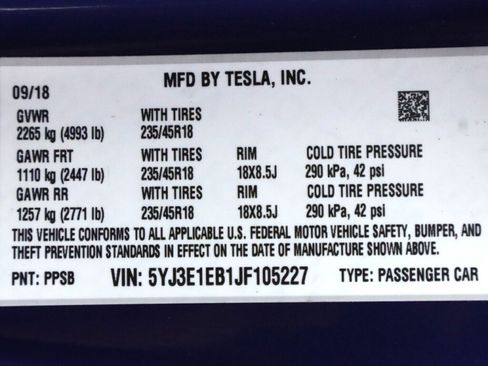 MFD BY TESLA, INC.
09/18
GVWR WITH TIRES
2265 kg (4993 lb) 235/45R18
GAWR FRT WITH TIRES RIM COLD TIRE PRESSURE
1110 kg (2447 lb) 235/45R18 18X8.5J 290 kPa, 42 psi
GAWR RR WITH TIRES RIM COLD TIRE PRESSURE
1257 kg (2771 lb) 235/45R18 18X8.5J 290 kPa, 42 psi
THIS VEHICLE CONFORMS TO ALL APPLICABLE U.S. FEDERAL MOTOR VEHICLE SAFETY, BUMPER, AND
THEFT PREVENTION STANDARDS IN EFFECT ON THE DATE OF MANUFACTURE SHOWN ABOVE.
PNT: PPSB VIN: 5YJ3E1EB1JF105227 TYPE: PASSENGER CAR